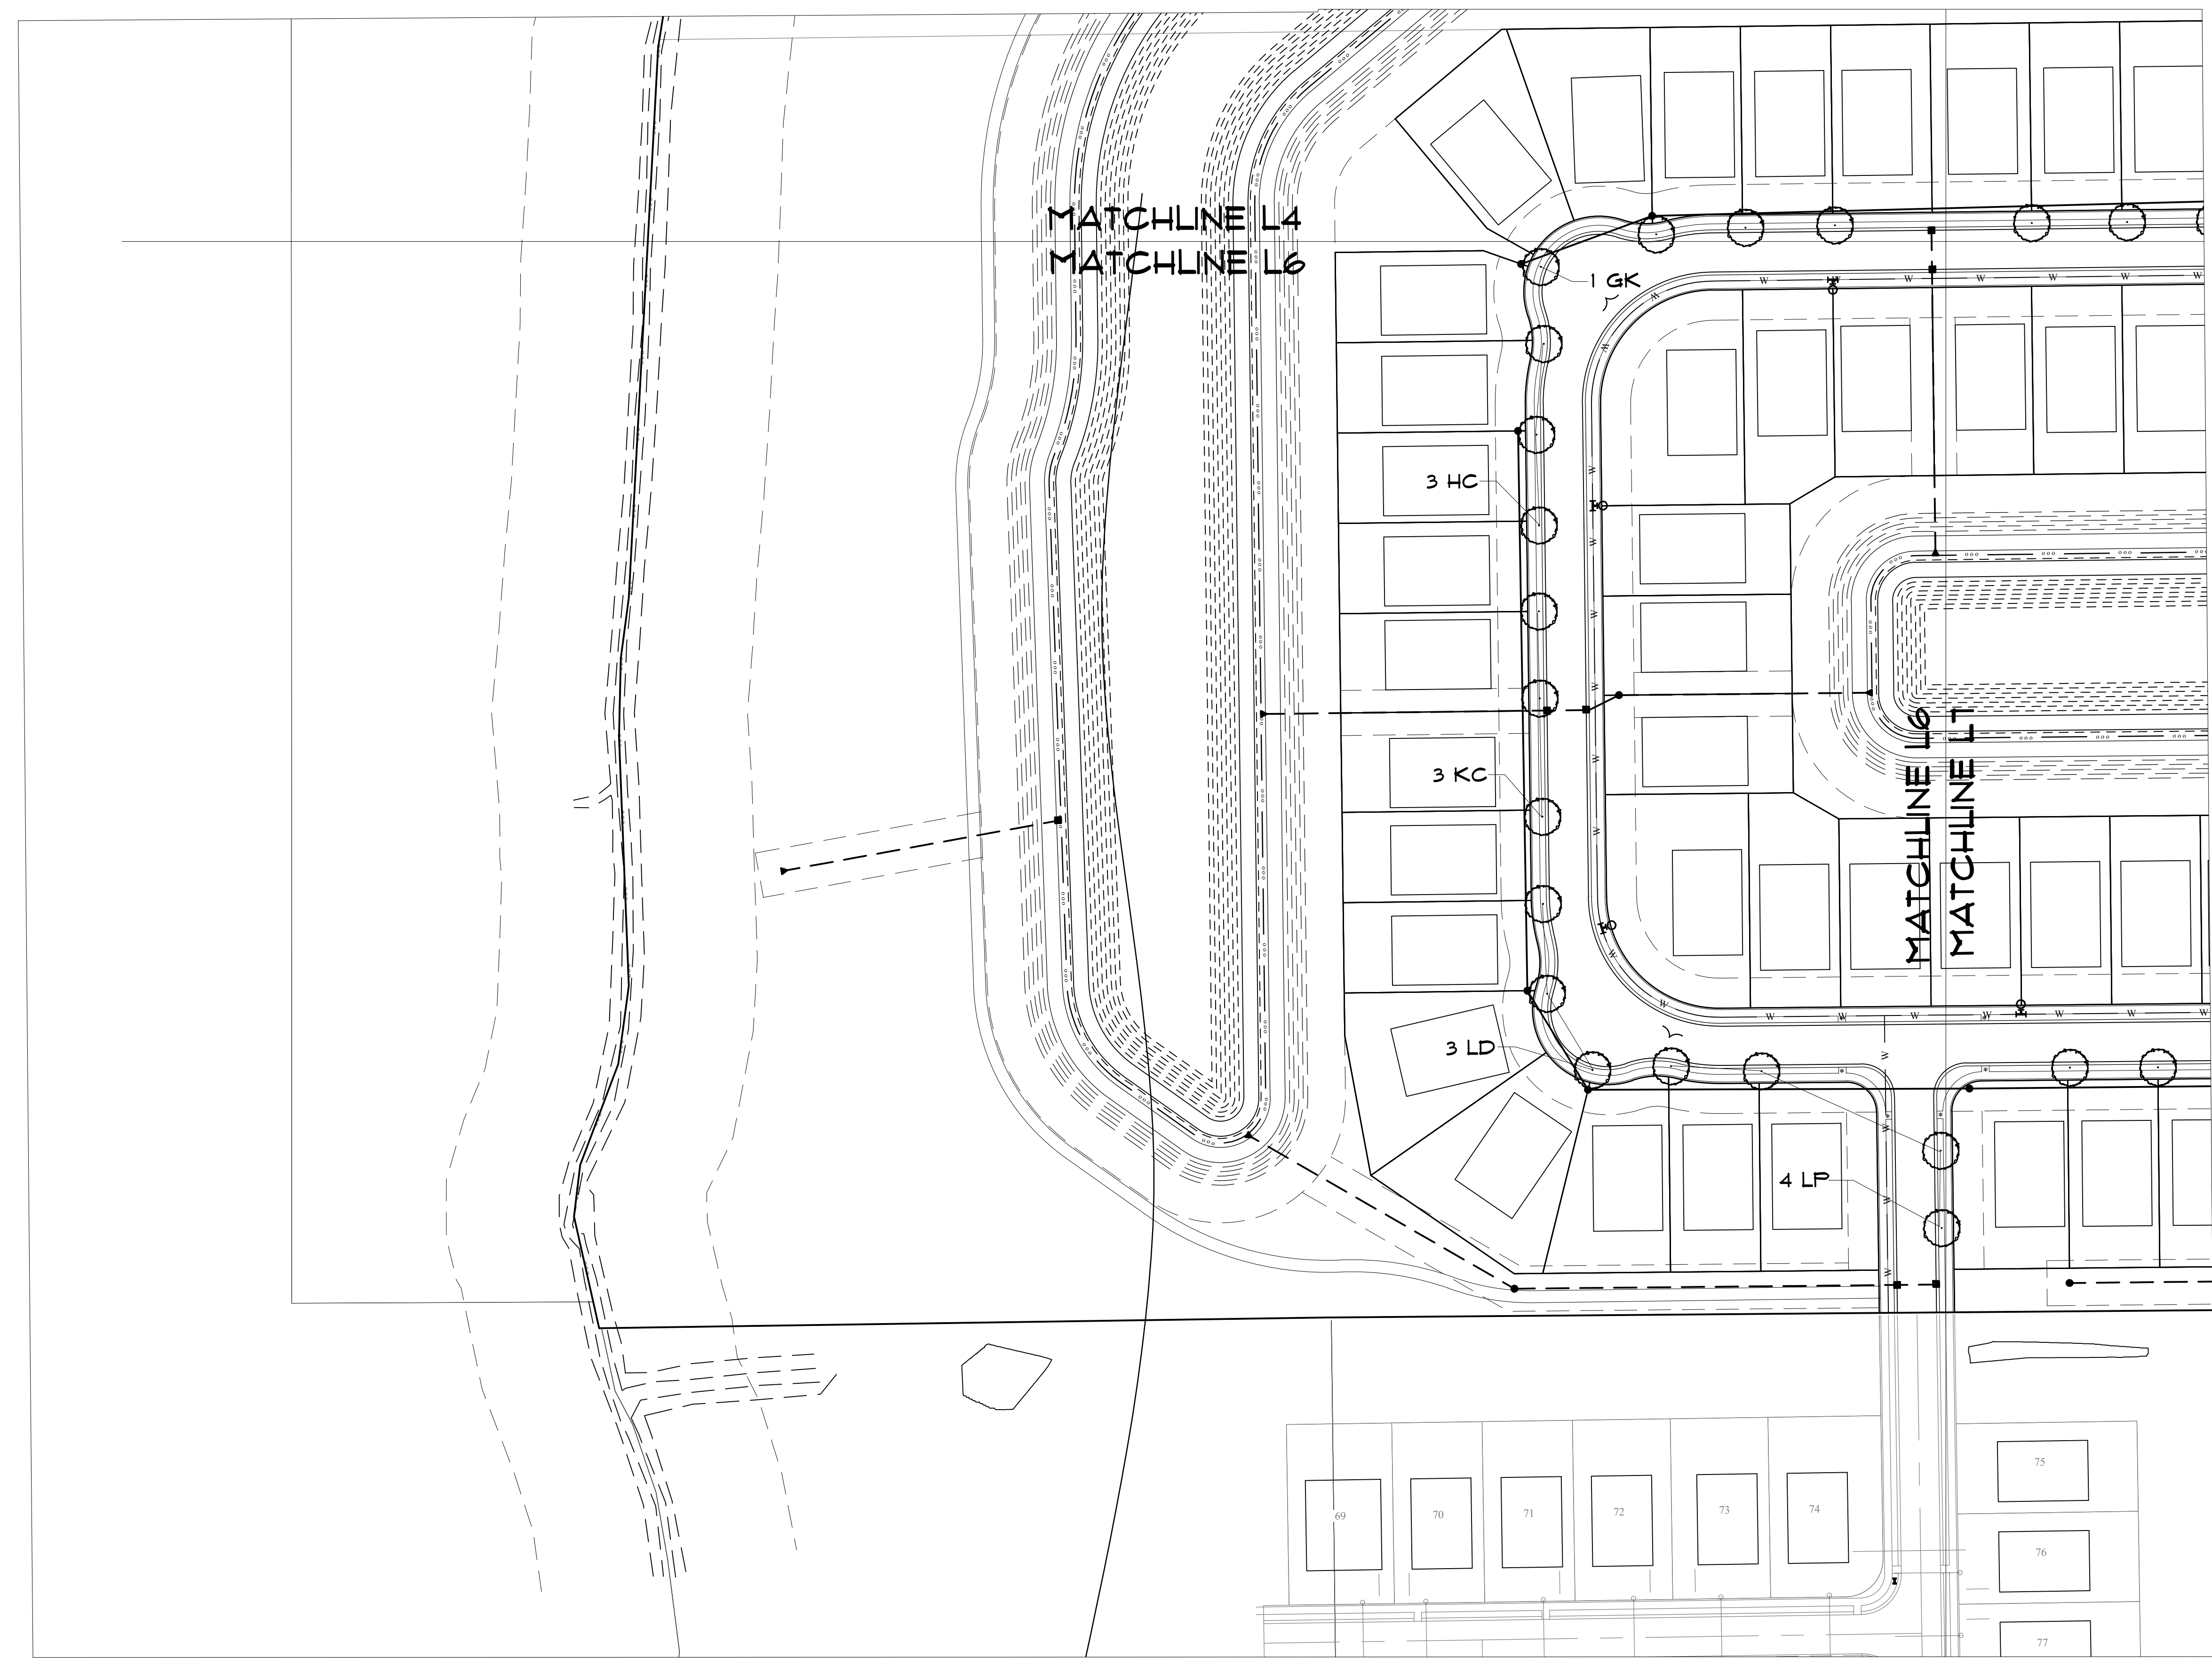 MATCHLINE L4
MATCHLINE L6
1 GK
3 HC
3 KC
MATCHLINE L6
MATCHLINE L7
3 LD
4 LP
69
70
71
72
73
74
75
76
77